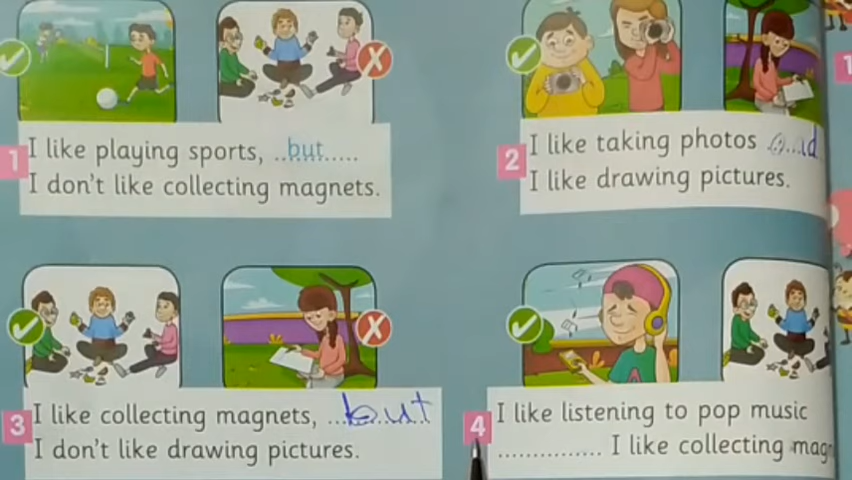 1 I like playing sports, ..but.....
I don't like collecting magnets.
2 I like taking photos and
I like drawing pictures.
3 I like collecting magnets, ...but
I don't like drawing pictures.
4 I like listening to pop music
............... I like collecting magn